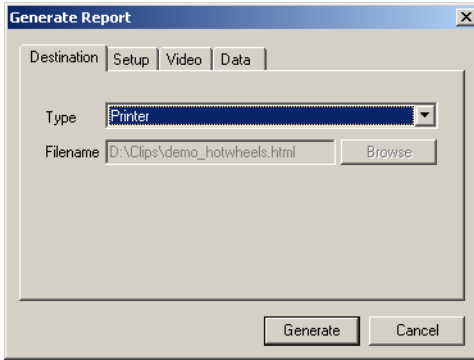 Generate Report
Destination Setup Video Data
Type Printer
Filename D:\Clips\demo_hotwheels.html Browse
Generate Cancel